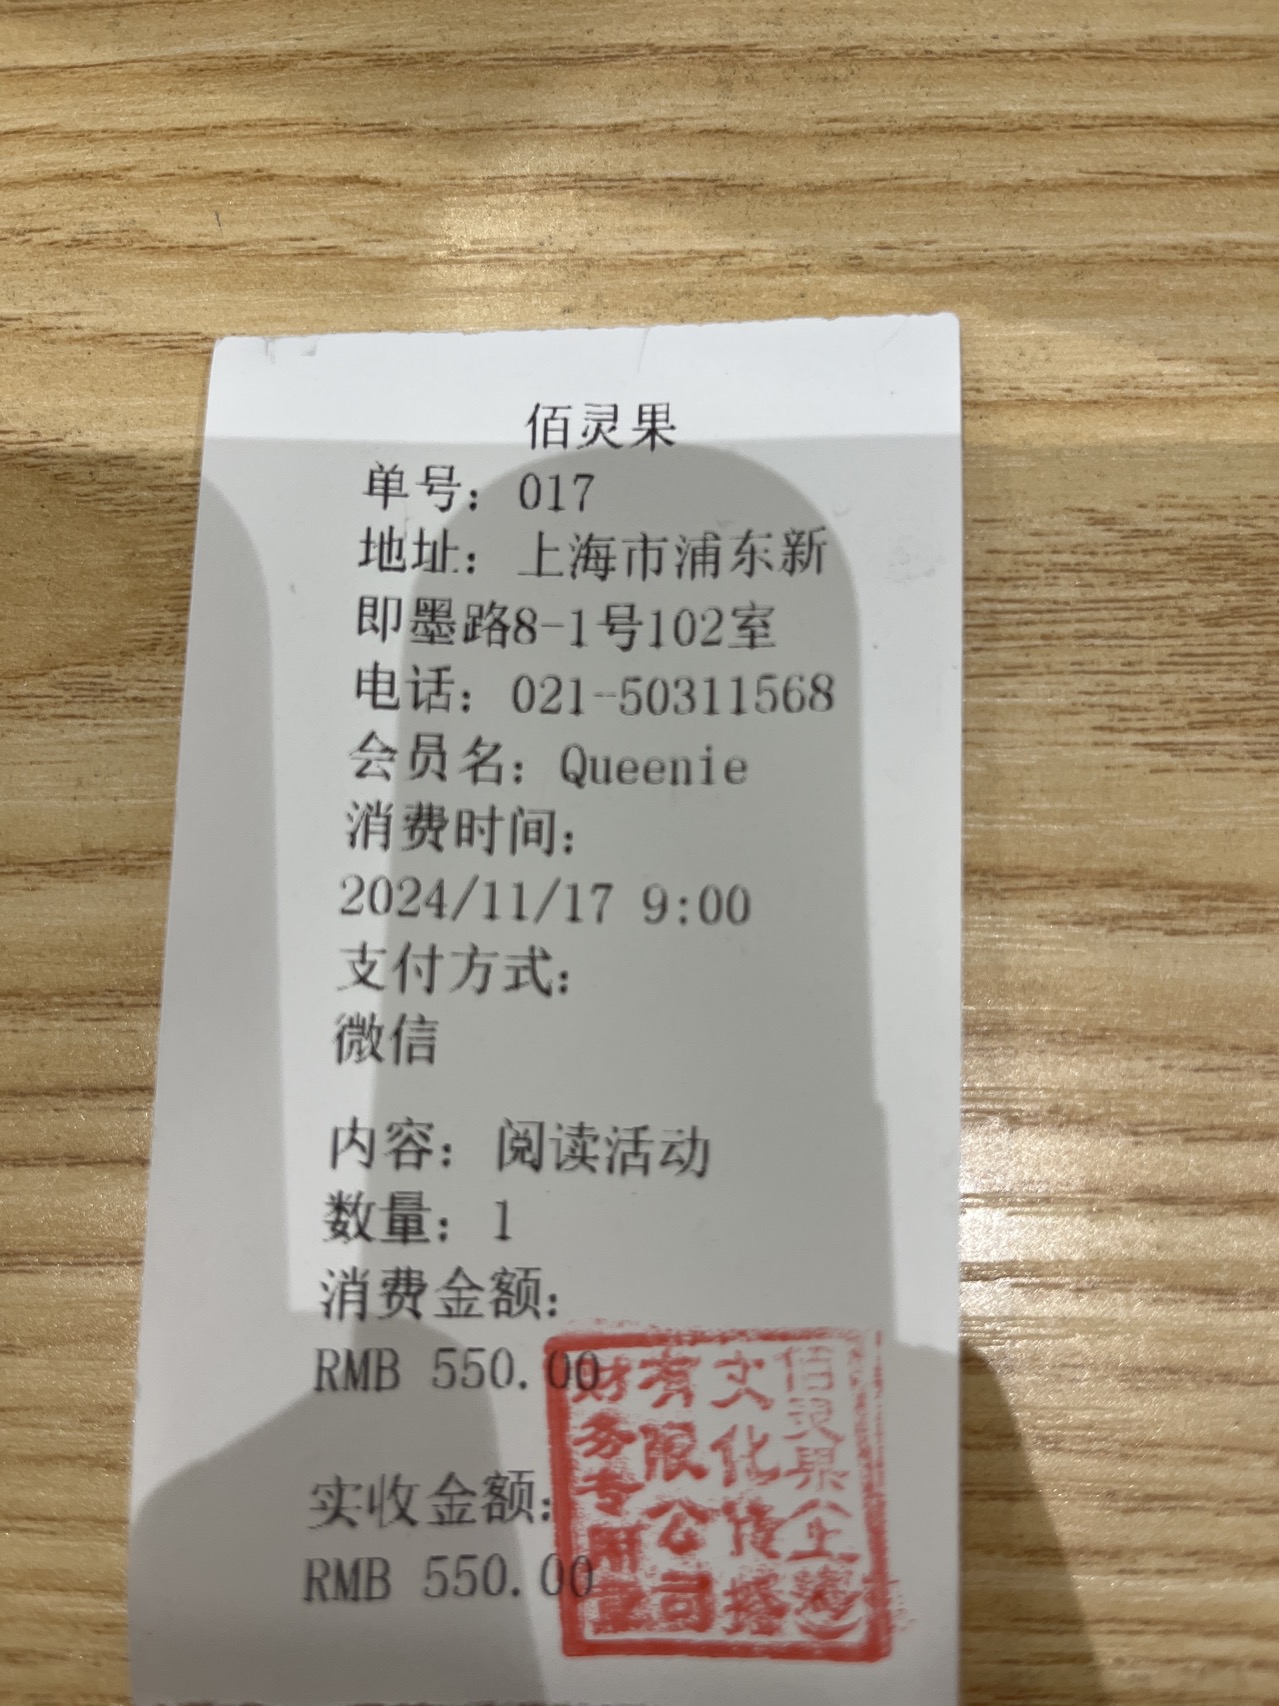 佰灵果
单号：017
地址：上海市浦东新
即墨路8-1号102室
电话：021-50311568
会员名：Queenie
消费时间：
2024/11/17 9:00
支付方式：
微信
内容：阅读活动
数量：1
消费金额：
RMB 550.00
实收金额：
RMB 550.00
佰灵果（上海）
文化传播
有限公司
财务专用章